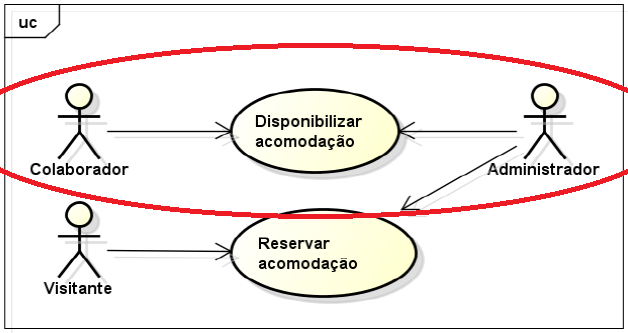 uc
Disponibilizar
acomodação
Colaborador
Administrador
Reservar
acomodação
Visitante